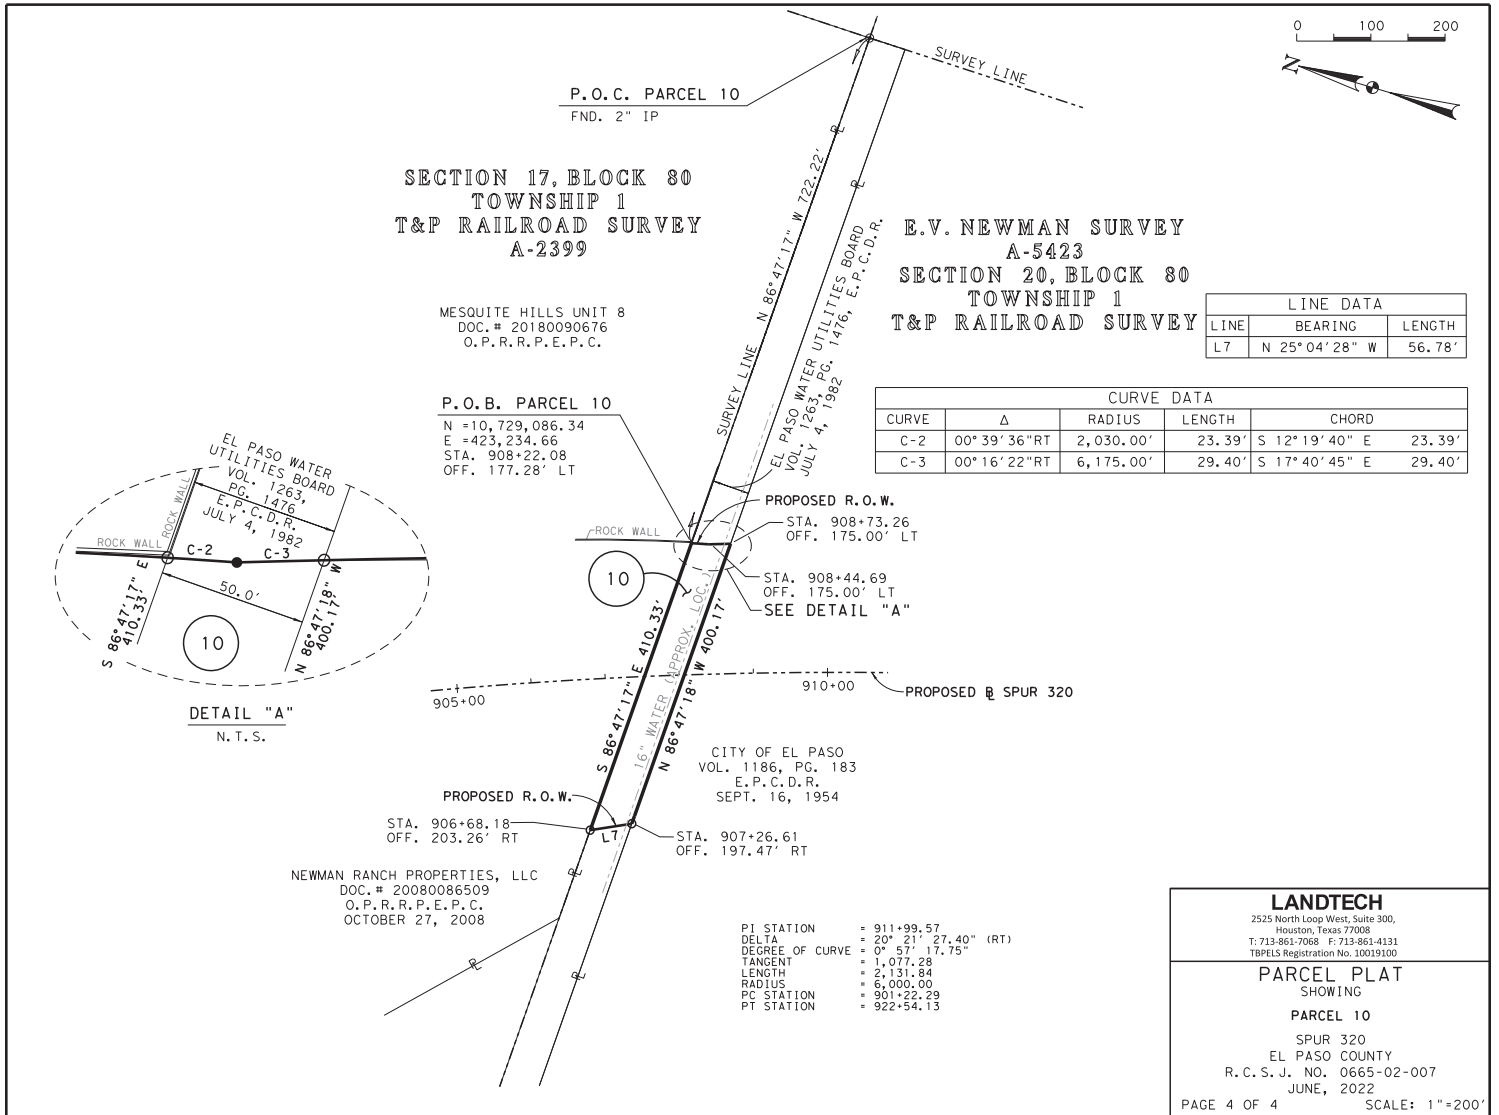 0 100 200
N
SURVEY LINE
P.O.C. PARCEL 10
FND. 2" IP
SECTION 17, BLOCK 80
TOWNSHIP 1
T&P RAILROAD SURVEY
A-2399
N 86°47'17" W 722.22'
SURVEY LINE
EL PASO WATER UTILITIES BOARD
VOL. 1263, PG. 1476, E.P.C.D.R.
JULY 4, 1982
E.V. NEWMAN SURVEY
A-5423
SECTION 20, BLOCK 80
TOWNSHIP 1
T&P RAILROAD SURVEY
MESQUITE HILLS UNIT 8
DOC.# 20180090676
O.P.R.R.P.E.P.C.
LINE DATA
LINE BEARING LENGTH
L7 N 25°04'28" W 56.78'
CURVE DATA
CURVE Δ RADIUS LENGTH CHORD
C-2 00°39'36"RT 2,030.00' 23.39' S 12°19'40" E 23.39'
C-3 00°16'22"RT 6,175.00' 29.40' S 17°40'45" E 29.40'
P.O.B. PARCEL 10
N =10,729,086.34
E =423,234.66
STA. 908+22.08
OFF. 177.28' LT
PROPOSED R.O.W.
STA. 908+73.26
OFF. 175.00' LT
ROCK WALL
10
STA. 908+44.69
OFF. 175.00' LT
SEE DETAIL "A"
S 86°47'17" E 410.33'
16" WATER (APPROX. LOC.)
N 86°47'18" W 400.17'
EL PASO WATER
UTILITIES BOARD
VOL. 1263,
PG. 1476
E.P.C.D.R.
JULY 4, 1982
ROCK WALL
ROCK WALL
C-2 C-3
50.0'
S 86°47'17" E
410.33'
10
N 86°47'18" W
400.17'
DETAIL "A"
N.T.S.
905+00
910+00
PROPOSED BL SPUR 320
CITY OF EL PASO
VOL. 1186, PG. 183
E.P.C.D.R.
SEPT. 16, 1954
PROPOSED R.O.W.
STA. 906+68.18
OFF. 203.26' RT
L7
STA. 907+26.61
OFF. 197.47' RT
NEWMAN RANCH PROPERTIES, LLC
DOC.# 20080086509
O.P.R.R.P.E.P.C.
OCTOBER 27, 2008
PL
PL
PL
PL
PL
PI STATION = 911+99.57
DELTA = 20° 21' 27.40" (RT)
DEGREE OF CURVE = 0° 57' 17.75"
TANGENT = 1,077.28
LENGTH = 2,131.84
RADIUS = 6,000.00
PC STATION = 901+22.29
PT STATION = 922+54.13
LANDTECH
2525 North Loop West, Suite 300,
Houston, Texas 77008
T: 713-861-7068 F: 713-861-4131
TBPELS Registration No. 10019100
PARCEL PLAT
SHOWING
PARCEL 10
SPUR 320
EL PASO COUNTY
R.C.S.J. NO. 0665-02-007
JUNE, 2022
PAGE 4 OF 4 SCALE: 1"=200'